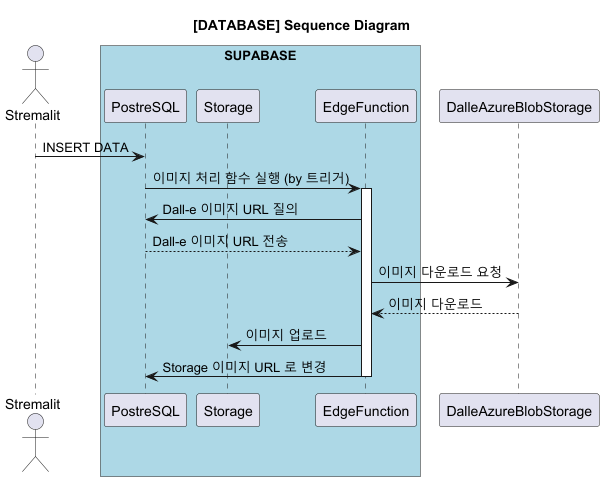 [DATABASE] Sequence Diagram
SUPABASE
Stremalit
PostreSQL
Storage
EdgeFunction
DalleAzureBlobStorage
INSERT DATA
이미지 처리 함수 실행 (by 트리거)
Dall-e 이미지 URL 질의
Dall-e 이미지 URL 전송
이미지 다운로드 요청
이미지 다운로드
이미지 업로드
Storage 이미지 URL 로 변경
Stremalit
PostreSQL
Storage
EdgeFunction
DalleAzureBlobStorage